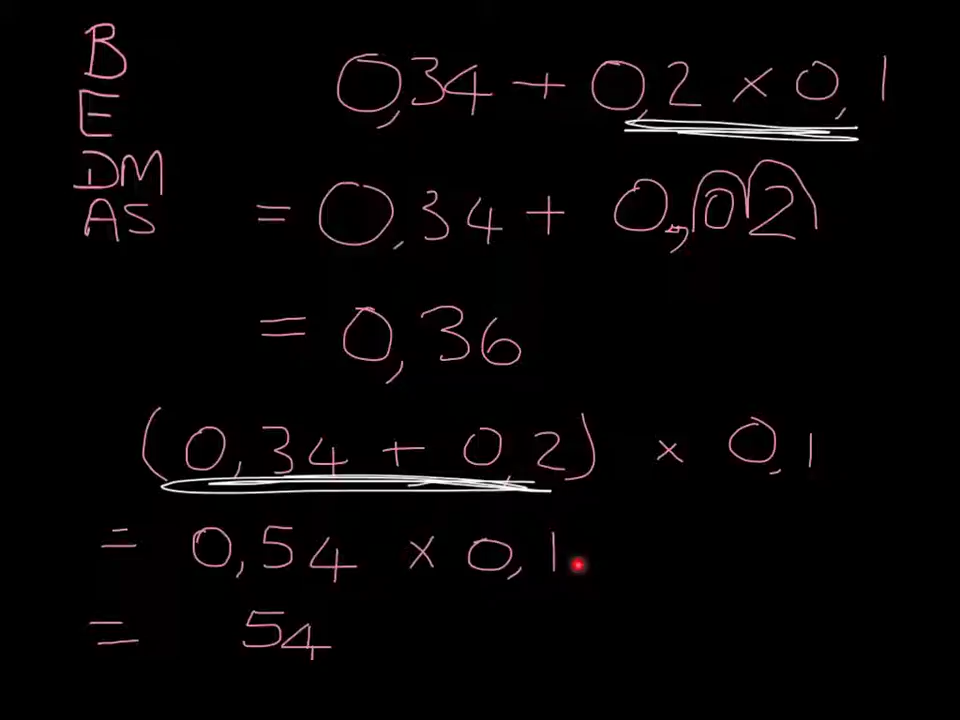 B
E
DM
AS
0,34 + 0,2 × 0,1
= 0,34 + 0,02
= 0,36
(0,34 + 0,2) × 0,1
= 0,54 × 0,1
= 54